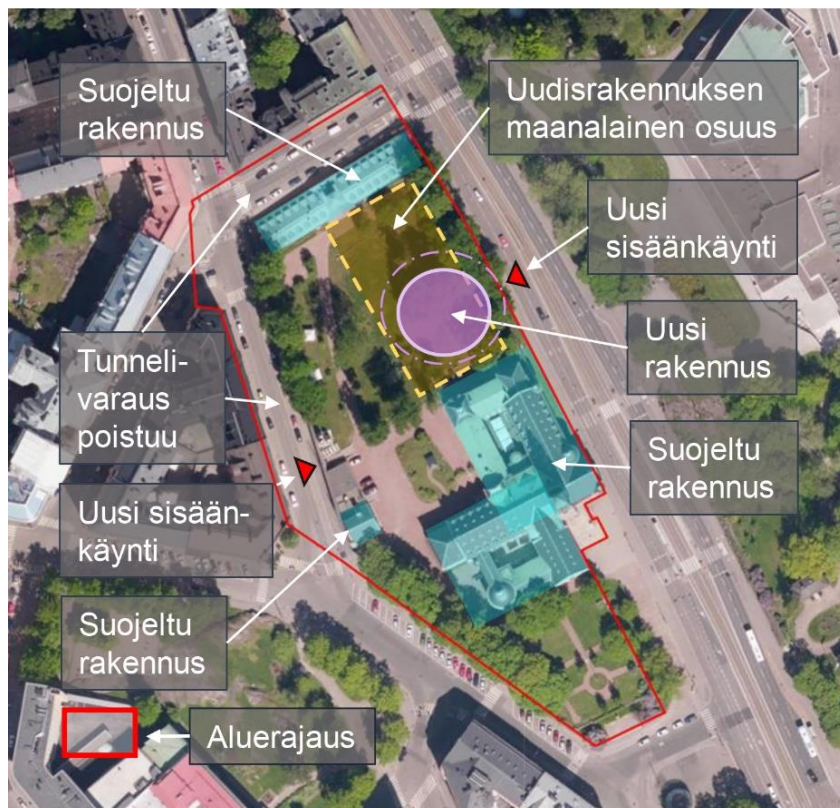 Suojeltu
rakennus
Uudisrakennuksen
maanalainen osuus
Uusi
sisäänkäynti
Uusi
rakennus
Tunneli-
varaus
poistuu
Suojeltu
rakennus
Uusi sisään-
käynti
Suojeltu
rakennus
Aluerajaus